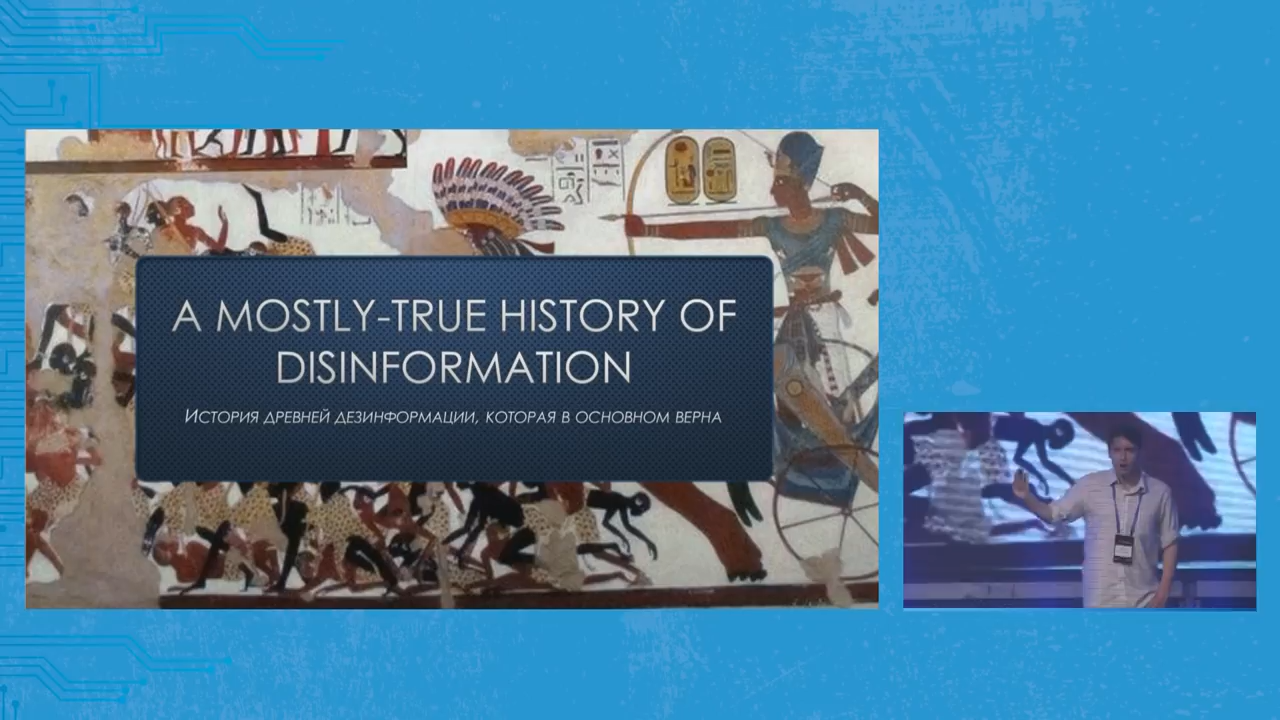 A MOSTLY-TRUE HISTORY OF
DISINFORMATION
История древней дезинформации, которая в основном верна